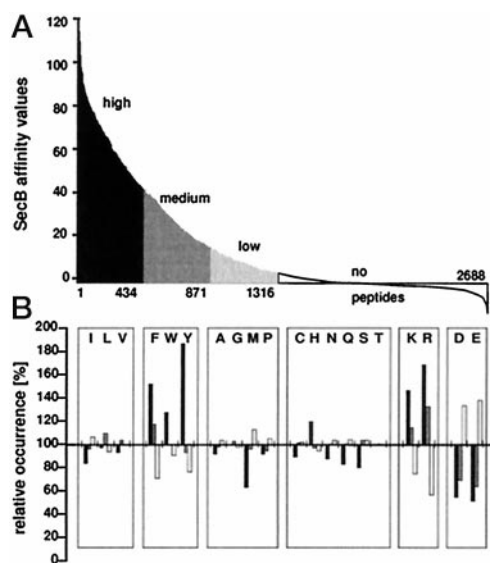 A
SecB affinity values
120
100
80
60
40
20
0
high
medium
low
no
2688
1 434 871 1316
peptides
B
relative occurrence [%]
200
180
160
140
120
100
80
60
40
20
0
I L V
F W Y
A G M P
C H N Q S T
K R
D E